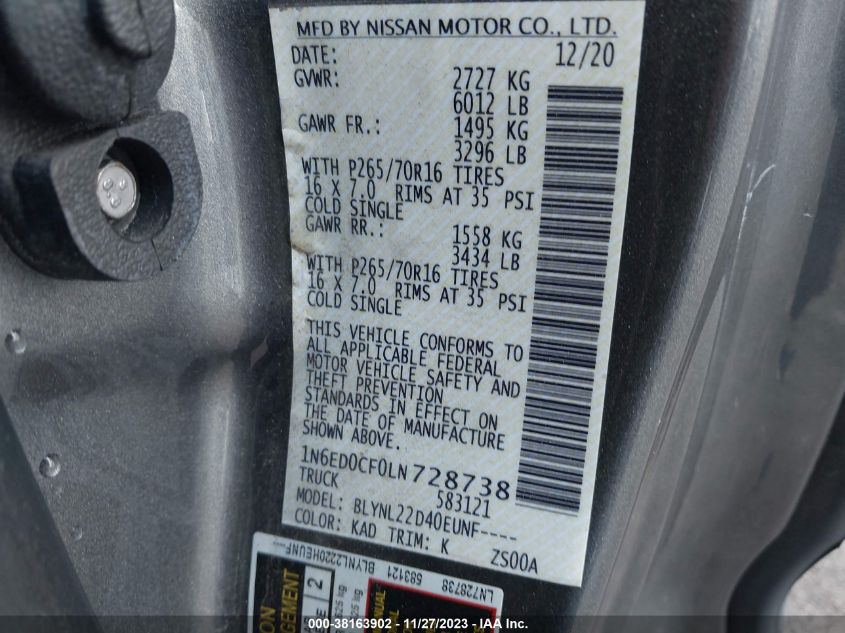 MFD BY NISSAN MOTOR CO., LTD.
DATE: 12/20
GVWR: 2727 KG
6012 LB
GAWR FR.: 1495 KG
3296 LB
WITH P265/70R16 TIRES
16 X 7.0 RIMS AT 35 PSI
COLD SINGLE
GAWR RR.: 1558 KG
3434 LB
WITH P265/70R16 TIRES
16 X 7.0 RIMS AT 35 PSI
COLD SINGLE
THIS VEHICLE CONFORMS TO
ALL APPLICABLE FEDERAL
MOTOR VEHICLE SAFETY AND
THEFT PREVENTION
STANDARDS IN EFFECT ON
THE DATE OF MANUFACTURE
SHOWN ABOVE.
1N6ED0CF0LN728738
TRUCK 583121
MODEL: BLYNL22D40EUNF-----
COLOR: KAD TRIM: K ZS00A
LN728738 583121 BLYNL2220HEUNF
2
000-38163902 - 11/27/2023 - IAA Inc.